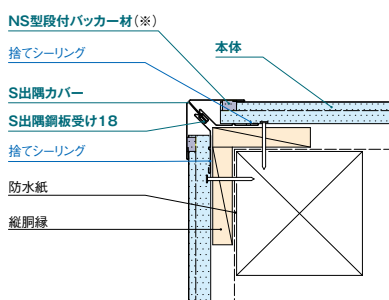 NS型段付バッカー材(※)
捨てシーリング
本体
S出隅カバー
S出隅鋼板受け18
捨てシーリング
防水紙
縦胴縁